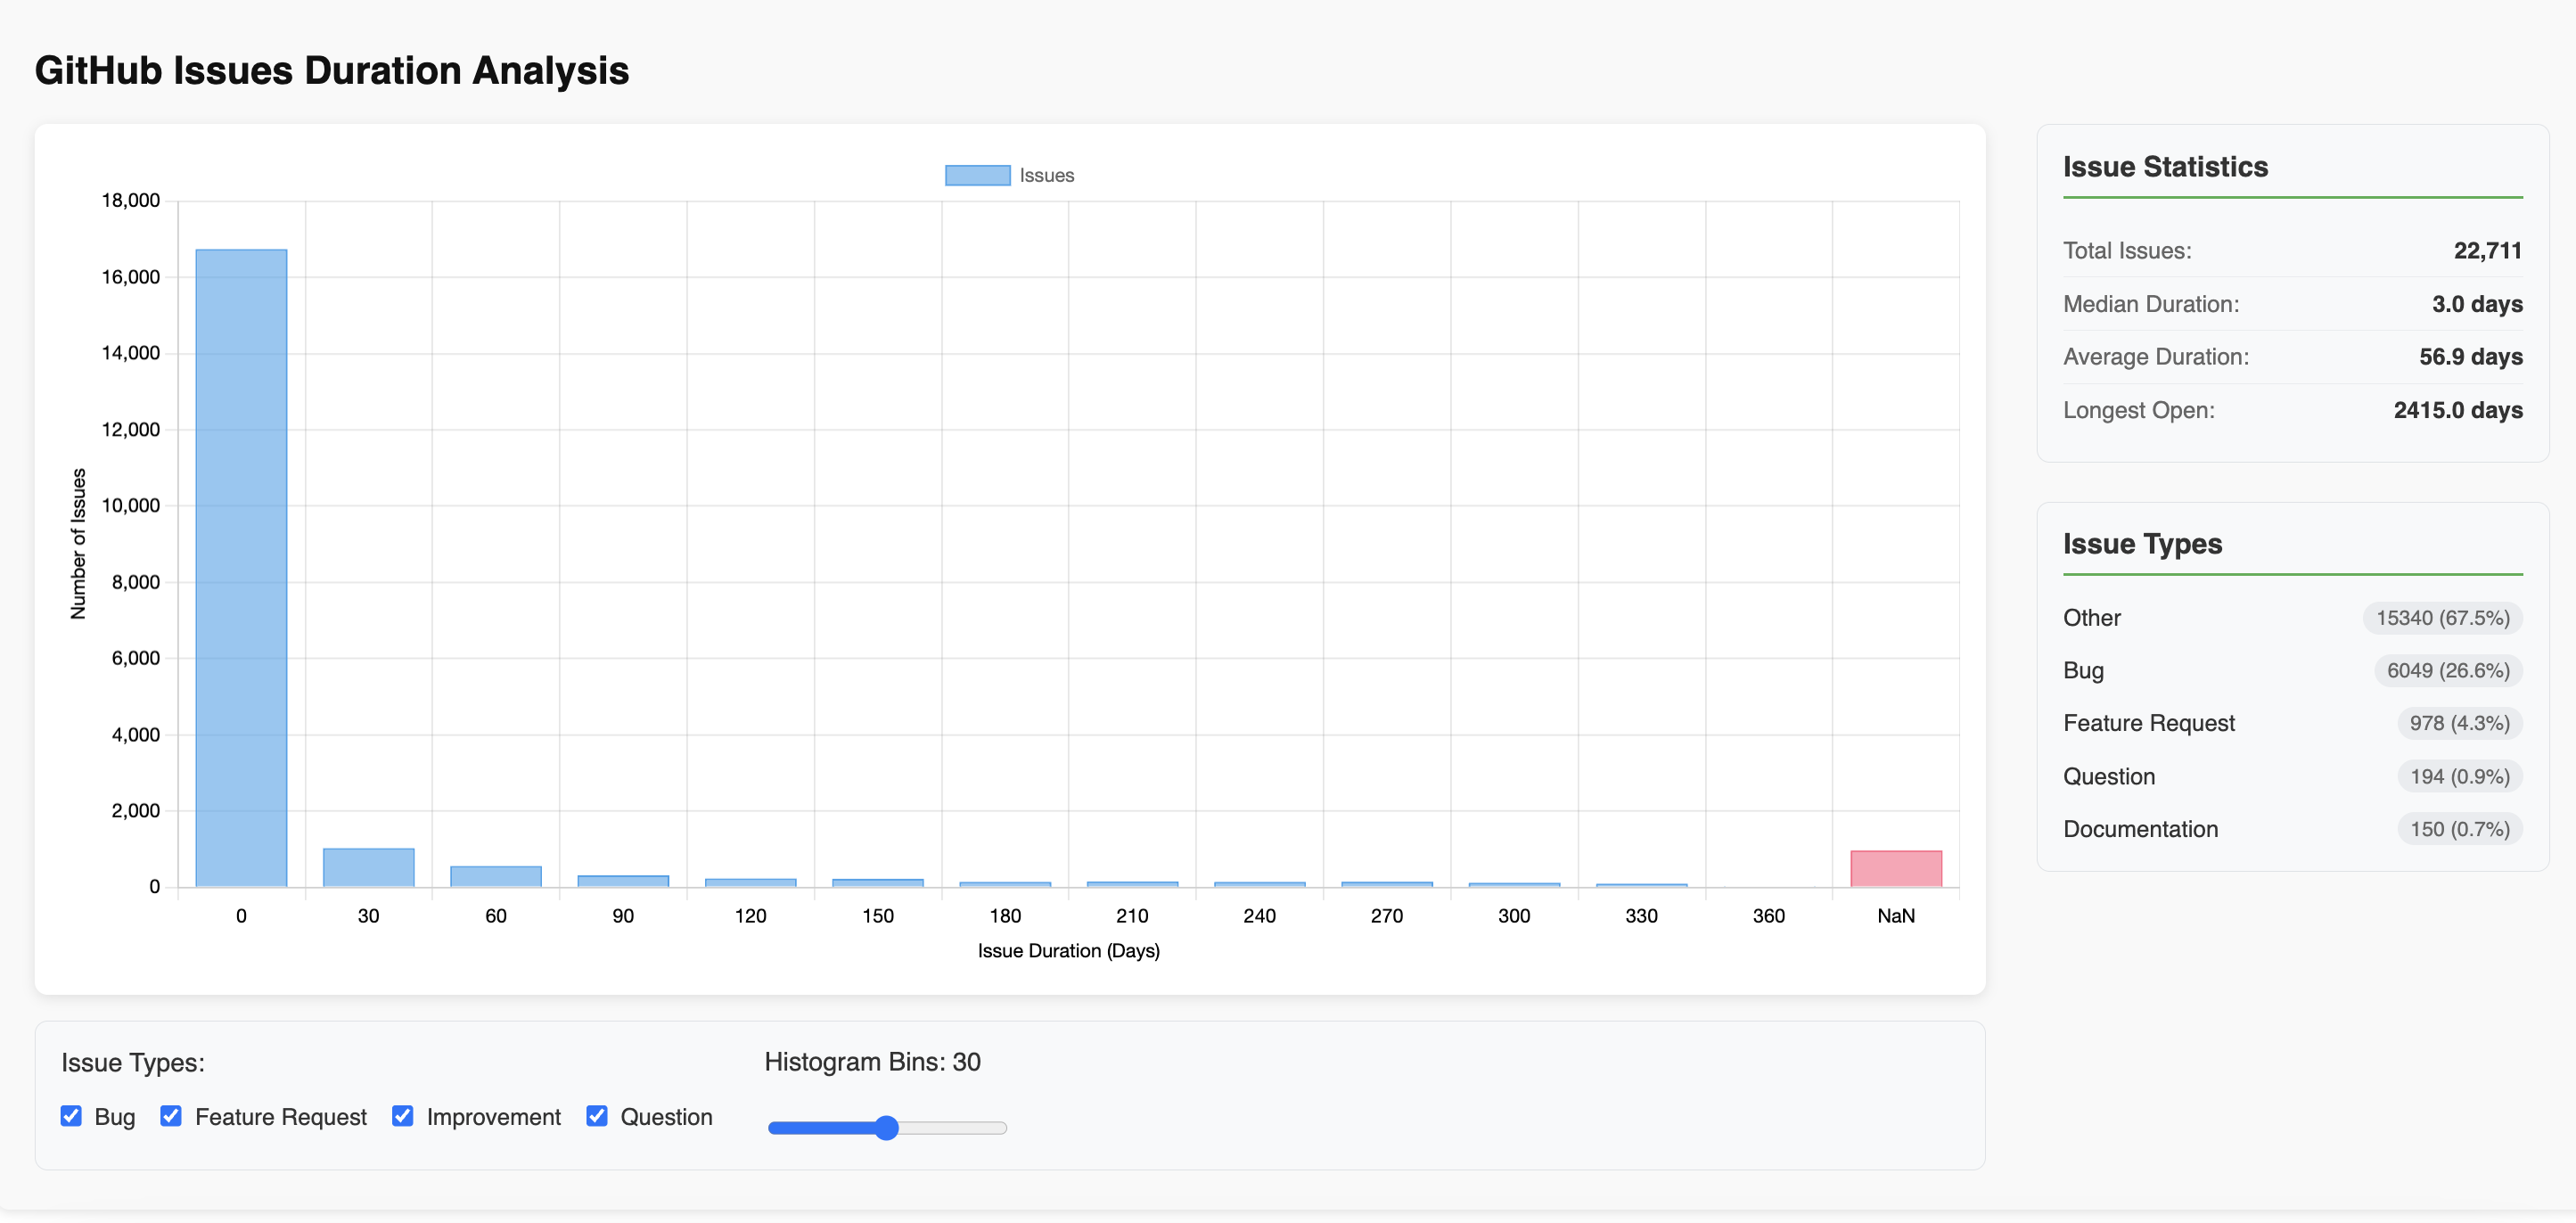 GitHub Issues Duration Analysis
Issues
18,000
16,000
14,000
12,000
10,000
8,000
6,000
4,000
2,000
0
Number of Issues
0 30 60 90 120 150 180 210 240 270 300 330 360 NaN
Issue Duration (Days)
Issue Types:
Bug Feature Request Improvement Question
Histogram Bins: 30
Issue Statistics
Total Issues: 22,711
Median Duration: 3.0 days
Average Duration: 56.9 days
Longest Open: 2415.0 days
Issue Types
Other 15340 (67.5%)
Bug 6049 (26.6%)
Feature Request 978 (4.3%)
Question 194 (0.9%)
Documentation 150 (0.7%)